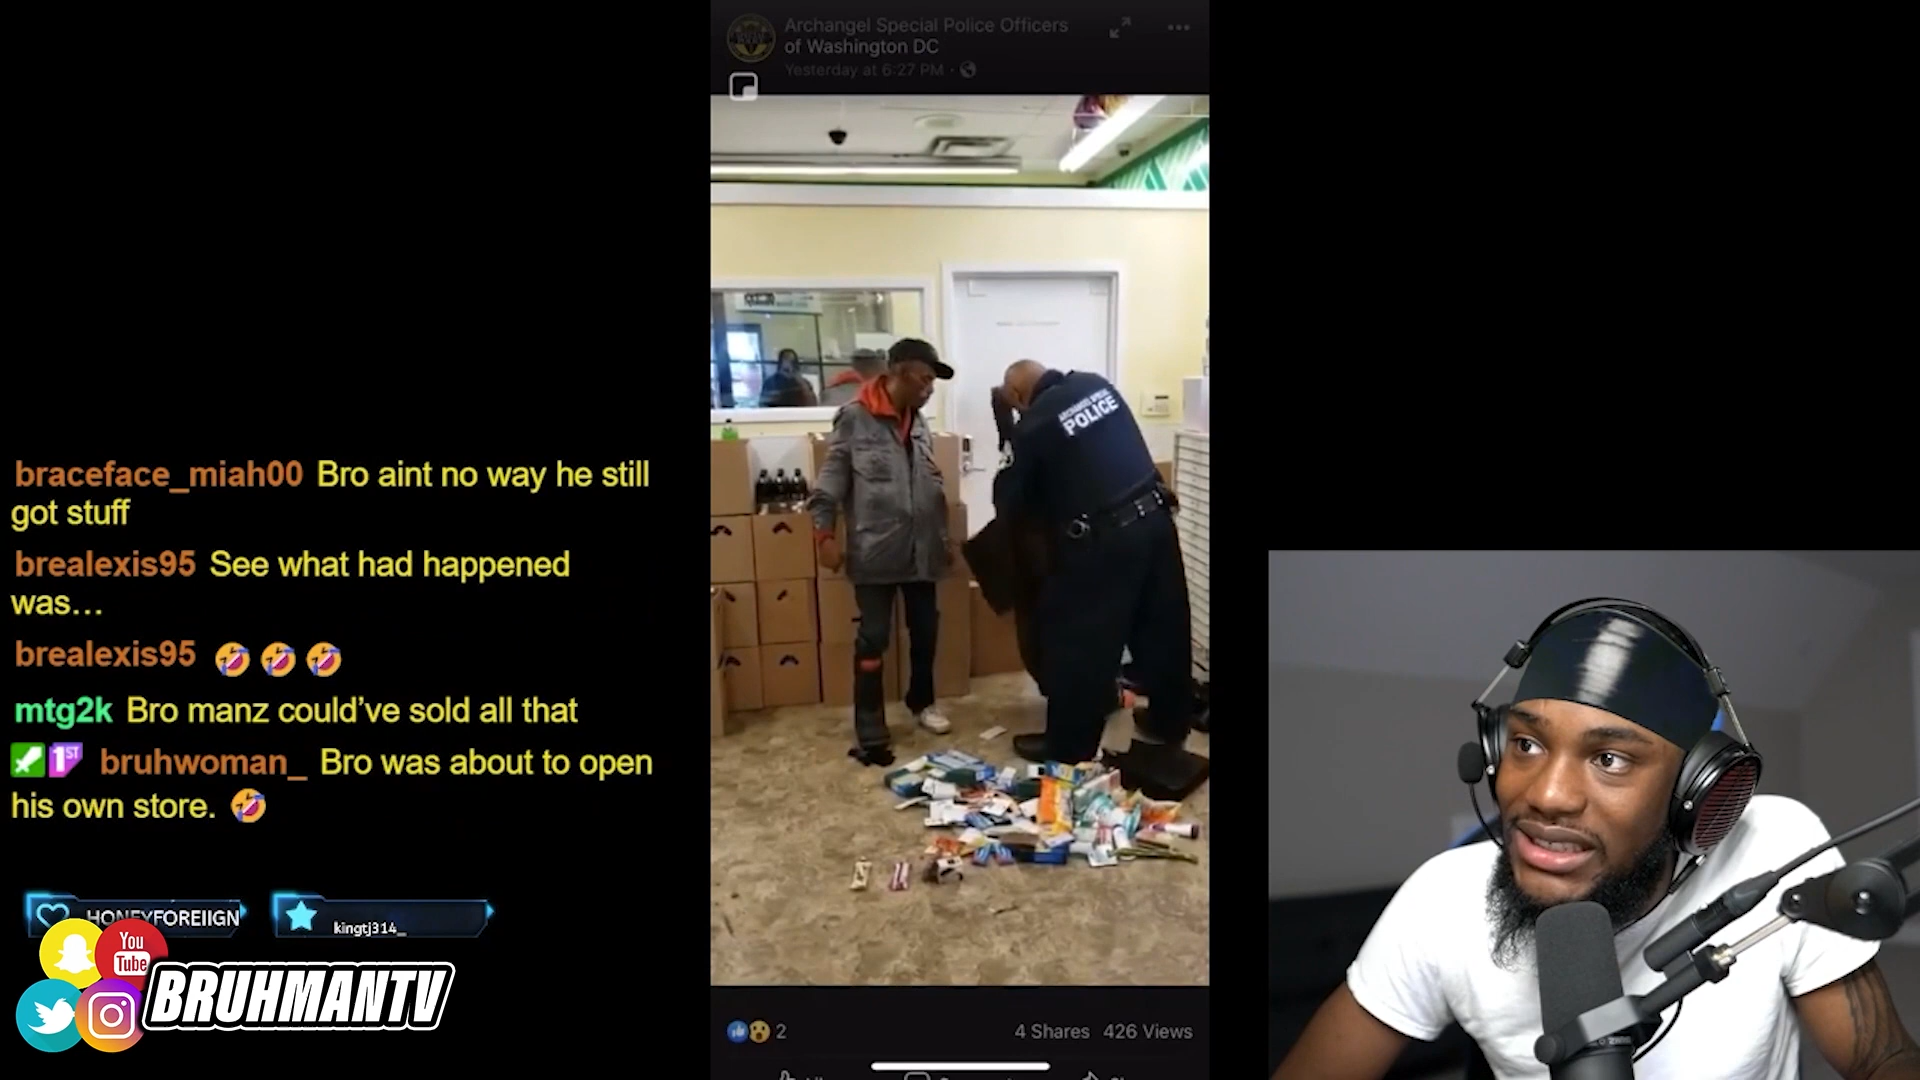 Archangel Special Police Officers
of Washington DC
Yesterday at 6:27 PM ·
POLICE
braceface_miah00 Bro aint no way he still
got stuff
brealexis95 See what had happened
was...
brealexis95 🤣 🤣 🤣
mtg2k Bro manz could've sold all that
1ST bruhwoman_ Bro was about to open
his own store. 🤣
HONEYFOREIIGN
kingtj314_
You
Tube
BRUHMANTV
2
4 Shares 426 Views